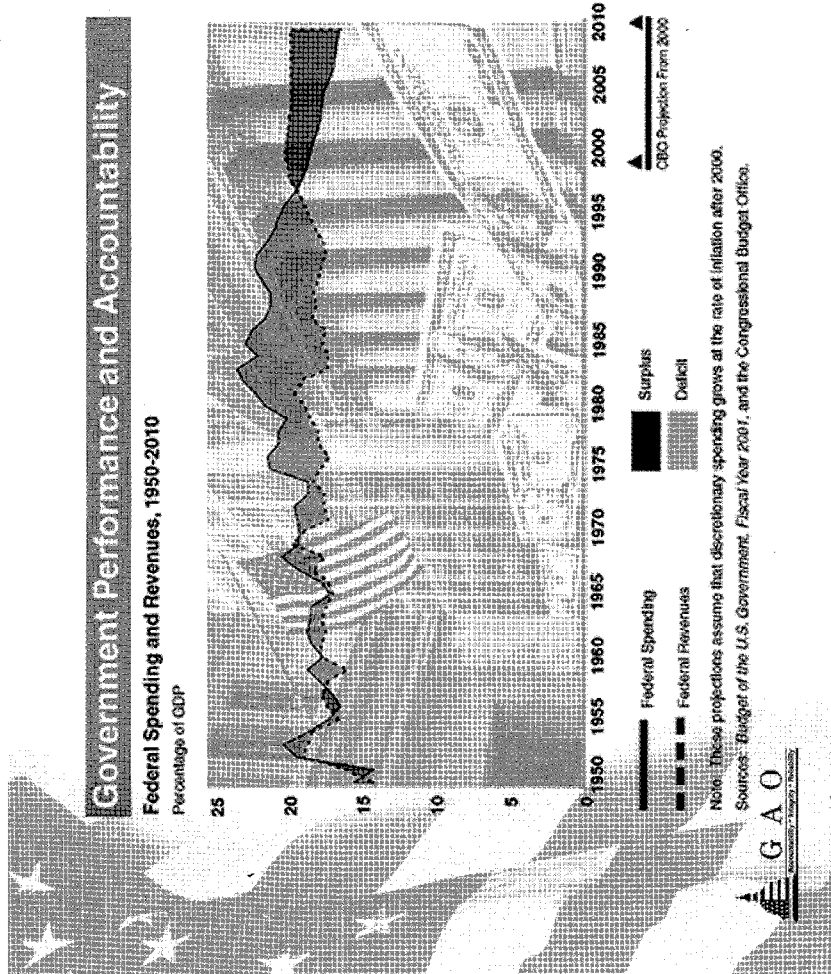 Government Performance and Accountability
Federal Spending and Revenues, 1950-2010
Percentage of GDP
25
20
15
10
5
0
1950 1955 1960 1965 1970 1975 1980 1985 1990 1995 2000 2005 2010
Federal Spending
Surplus
CBO Projection From 2000
Federal Revenues
Deficit
Note: These projections assume that discretionary spending grows at the rate of inflation after 2000.
Sources: Budget of the U.S. Government, Fiscal Year 2001, and the Congressional Budget Office.
G A O
Accountability * Integrity * Reliability